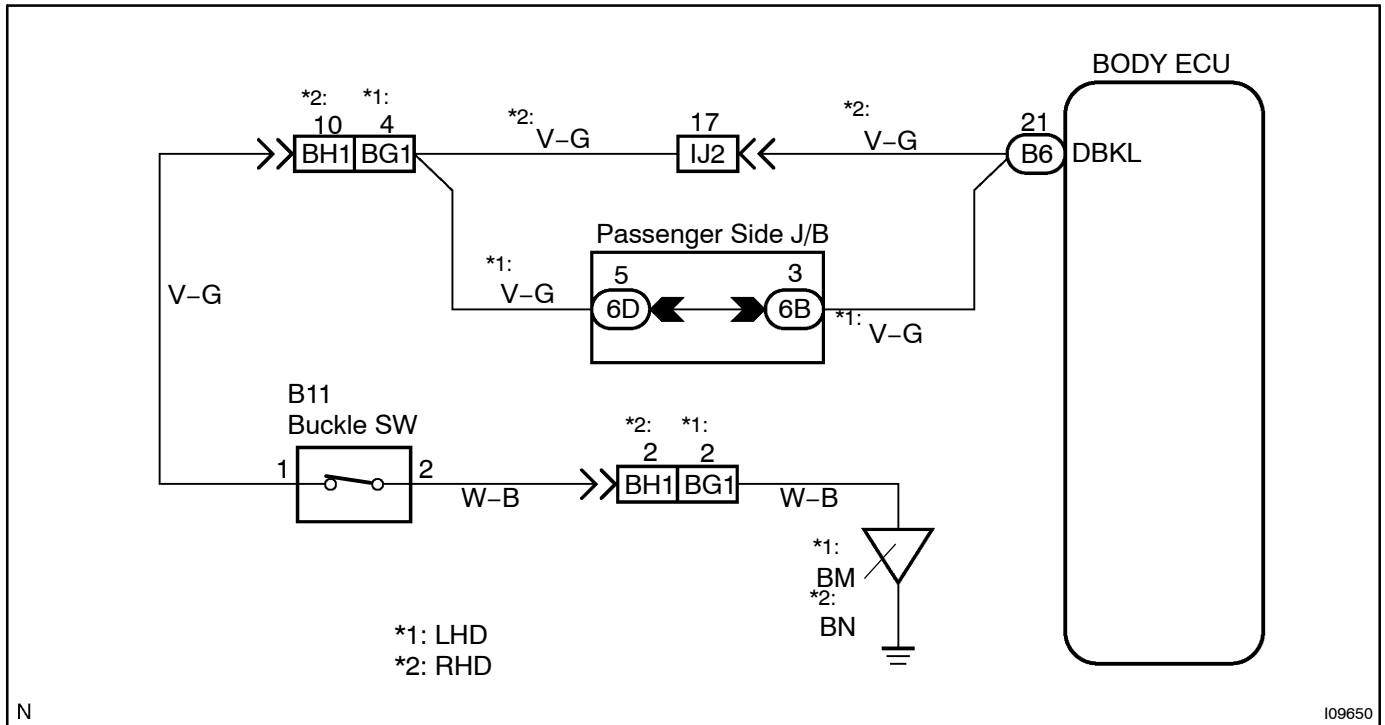 BODY ECU
*2: *1:
10 4
BH1 BG1
*2:
V−G
17
IJ2
*2:
V−G
21
B6 DBKL
Passenger Side J/B
*1:
V−G
5
6D
3
6B
*1:
V−G
V−G
B11
Buckle SW
1 2
W−B
*2: *1:
2 2
BH1 BG1
W−B
*1:
BM
*2:
BN
*1: LHD
*2: RHD
N
I09650